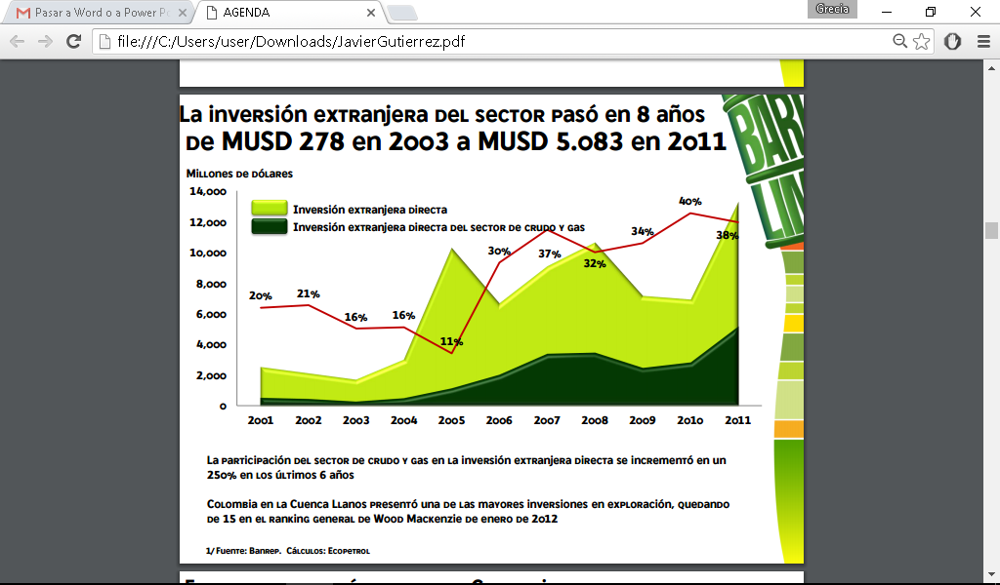 Pasar a Word o a Power P
AGENDA
Grecia
file:///C:/Users/user/Downloads/JavierGutierrez.pdf
La inversión extranjera del sector pasó en 8 años
de MUSD 278 en 2003 a MUSD 5.083 en 2011
BARR
LIN
Millones de dólares
14,000
12,000
10,000
8,000
6,000
4,000
2,000
0
Inversión extranjera directa
Inversión extranjera directa del sector de crudo y gas
20%
21%
16%
16%
11%
30%
37%
32%
34%
40%
38%
2001 2002 2003 2004 2005 2006 2007 2008 2009 2010 2011
La participación del sector de crudo y gas en la inversión extranjera directa se incrementó en un
250% en los últimos 6 años
Colombia en la Cuenca Llanos presentó una de las mayores inversiones en exploración, quedando
de 15 en el ranking general de Wood Mackenzie de enero de 2012
1/ Fuente: Banrep. Cálculos: Ecopetrol